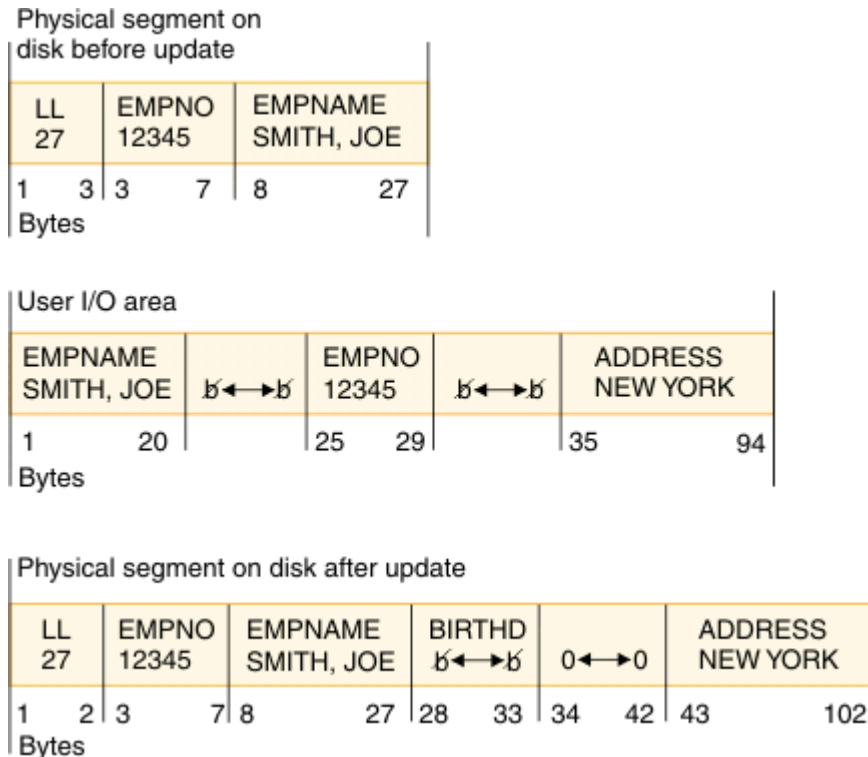 Physical segment on
disk before update
LL EMPNO EMPNAME
27 12345 SMITH, JOE
1 3 3 7 8 27
Bytes
User I/O area
EMPNAME EMPNO ADDRESS
SMITH, JOE ƀ↔ƀ 12345 ƀ↔ƀ NEW YORK
1 20 25 29 35 94
Bytes
Physical segment on disk after update
LL EMPNO EMPNAME BIRTHD ADDRESS
27 12345 SMITH, JOE ƀ↔ƀ 0↔0 NEW YORK
1 2 3 7 8 27 28 33 34 42 43 102
Bytes